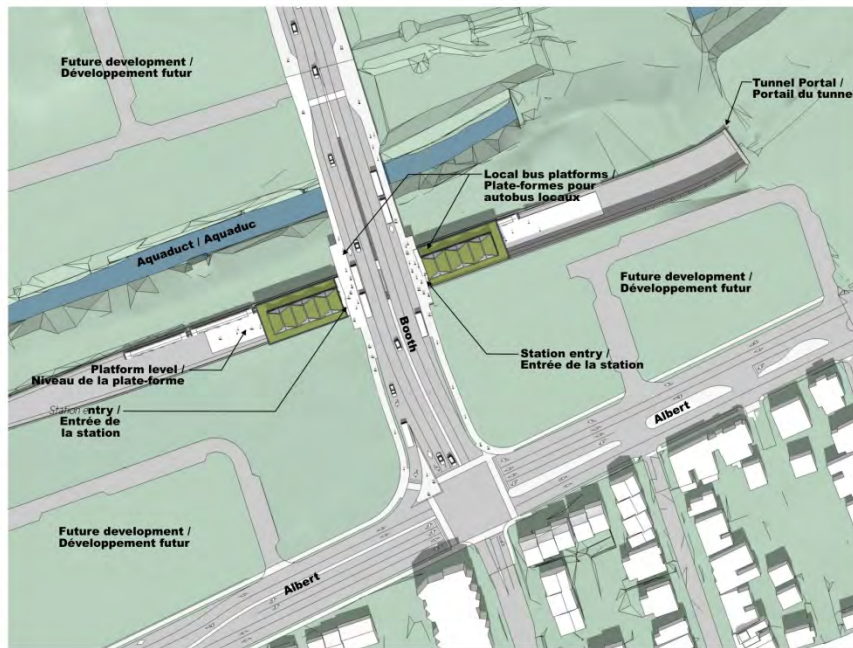 Future development /
Développement futur
Tunnel Portal /
Portail du tunne
Local bus platforms /
Plate-formes pour
autobus locaux
Aquaduct / Aquaduc
Future development /
Développement futur
Booth
Platform level /
Niveau de la plate-forme
Station entry /
Entrée de la station
Station entry /
Entrée de
la station
Albert
Future development /
Développement futur
Albert